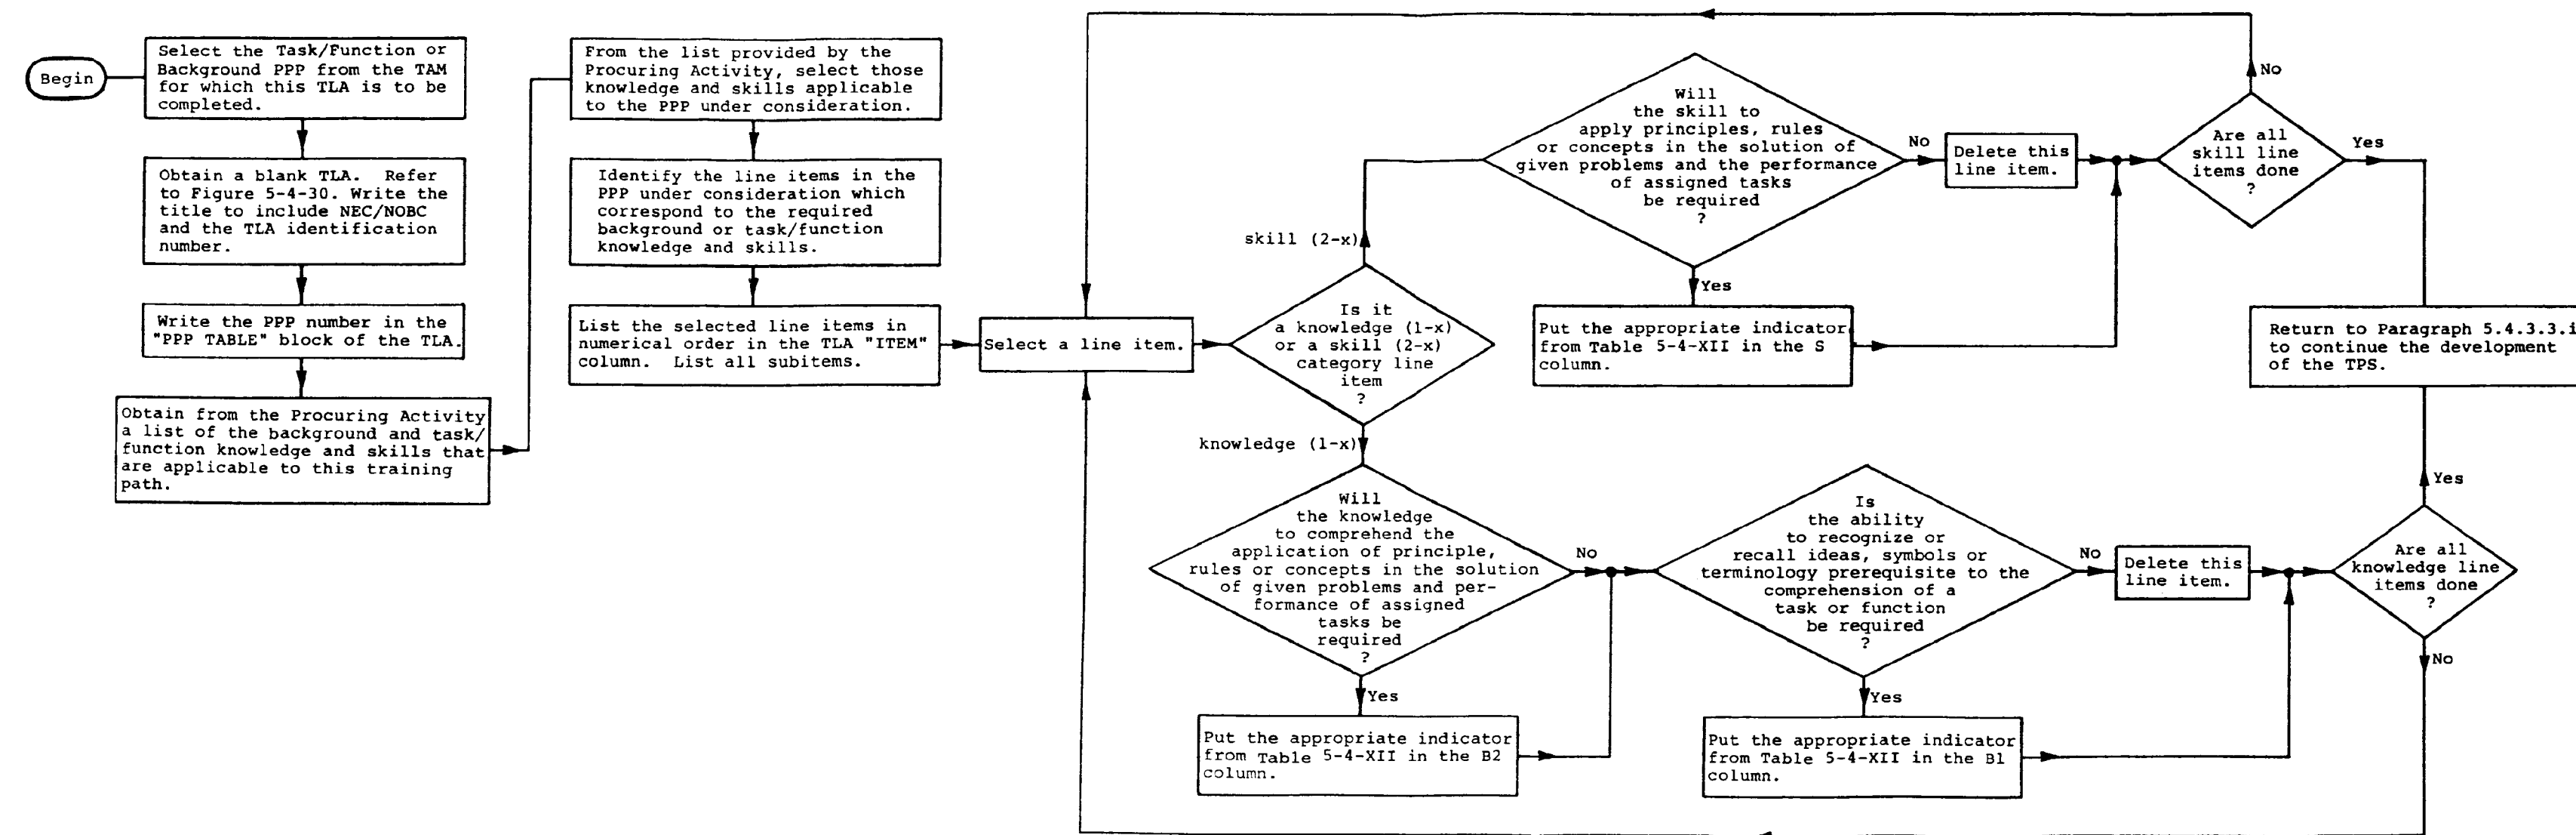 Begin
Select the Task/Function or
Background PPP from the TAM
for which this TLA is to be
completed.
Obtain a blank TLA. Refer
to Figure 5-4-30. Write the
title to include NEC/NOBC
and the TLA identification
number.
Write the PPP number in the
"PPP TABLE" block of the TLA.
Obtain from the Procuring Activity
a list of the background and task/
function knowledge and skills that
are applicable to this training
path.
From the list provided by the
Procuring Activity, select those
knowledge and skills applicable
to the PPP under consideration.
Identify the line items in the
PPP under consideration which
correspond to the required
background or task/function
knowledge and skills.
List the selected line items in
numerical order in the TLA "ITEM"
column. List all subitems.
Select a line item.
Is it
a knowledge (1-x)
or a skill (2-x)
category line
item
?
skill (2-x)
Will
the skill to
apply principles, rules
or concepts in the solution of
given problems and the performance
of assigned tasks
be required
?
No
Delete this
line item.
Yes
Put the appropriate indicator
from Table 5-4-XII in the S
column.
Are all
skill line
items done
?
No
Yes
Return to Paragraph 5.4.3.3.i
to continue the development
of the TPS.
knowledge (1-x)
Will
the knowledge
to comprehend the
application of principle,
rules or concepts in the solution
of given problems and per-
formance of assigned
tasks be
required
?
No
Yes
Put the appropriate indicator
from Table 5-4-XII in the B2
column.
Is
the ability
to recognize or
recall ideas, symbols or
terminology prerequisite to the
comprehension of a
task or function
be required
?
No
Delete this
line item.
Yes
Put the appropriate indicator
from Table 5-4-XII in the B1
column.
Are all
knowledge line
items done
?
Yes
No